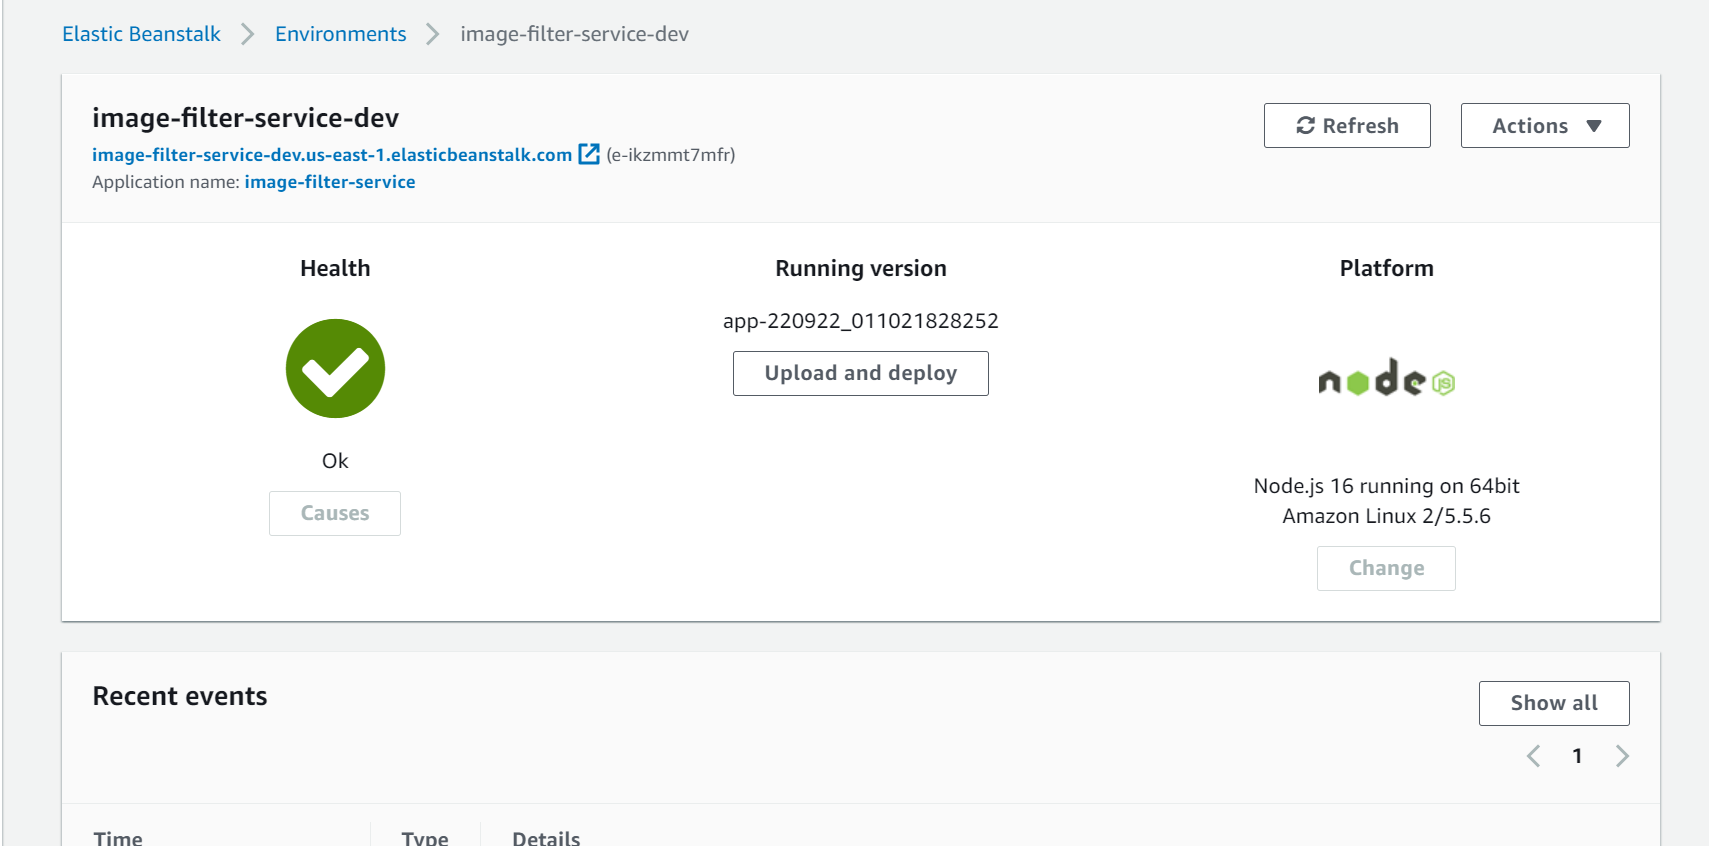 Elastic Beanstalk > Environments > image-filter-service-dev
image-filter-service-dev
Refresh
Actions
image-filter-service-dev.us-east-1.elasticbeanstalk.com (e-ikzmmt7mfr)
Application name: image-filter-service
Health
Running version
Platform
app-220922_011021828252
Upload and deploy
node JS
Ok
Causes
Node.js 16 running on 64bit
Amazon Linux 2/5.5.6
Change
Recent events
Show all
1
Time
Type
Details